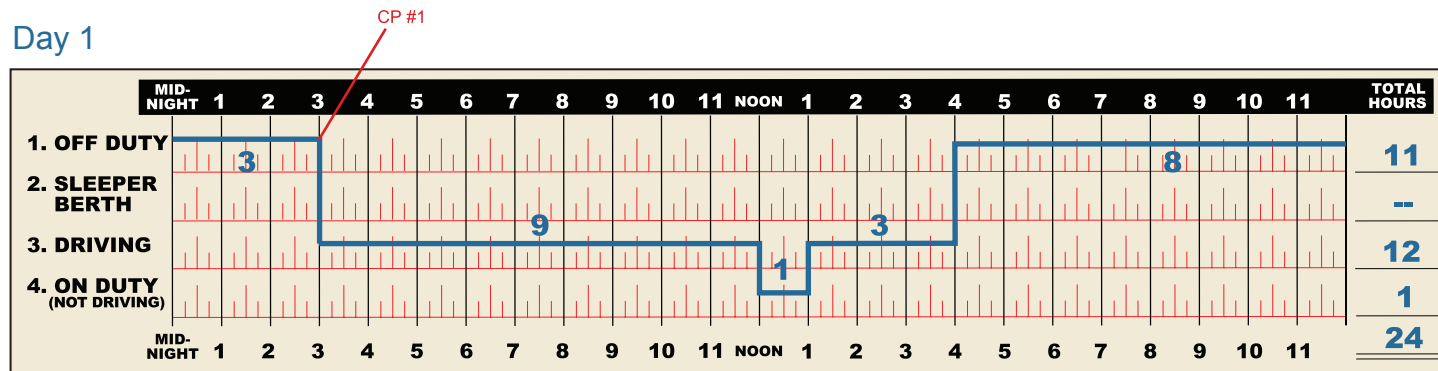 CP #1
Day 1
MID-NIGHT 1 2 3 4 5 6 7 8 9 10 11 NOON 1 2 3 4 5 6 7 8 9 10 11 TOTAL HOURS
1. OFF DUTY 3 8 11
2. SLEEPER BERTH --
3. DRIVING 9 3 12
4. ON DUTY 1 1
(NOT DRIVING)
24
MID-NIGHT 1 2 3 4 5 6 7 8 9 10 11 NOON 1 2 3 4 5 6 7 8 9 10 11